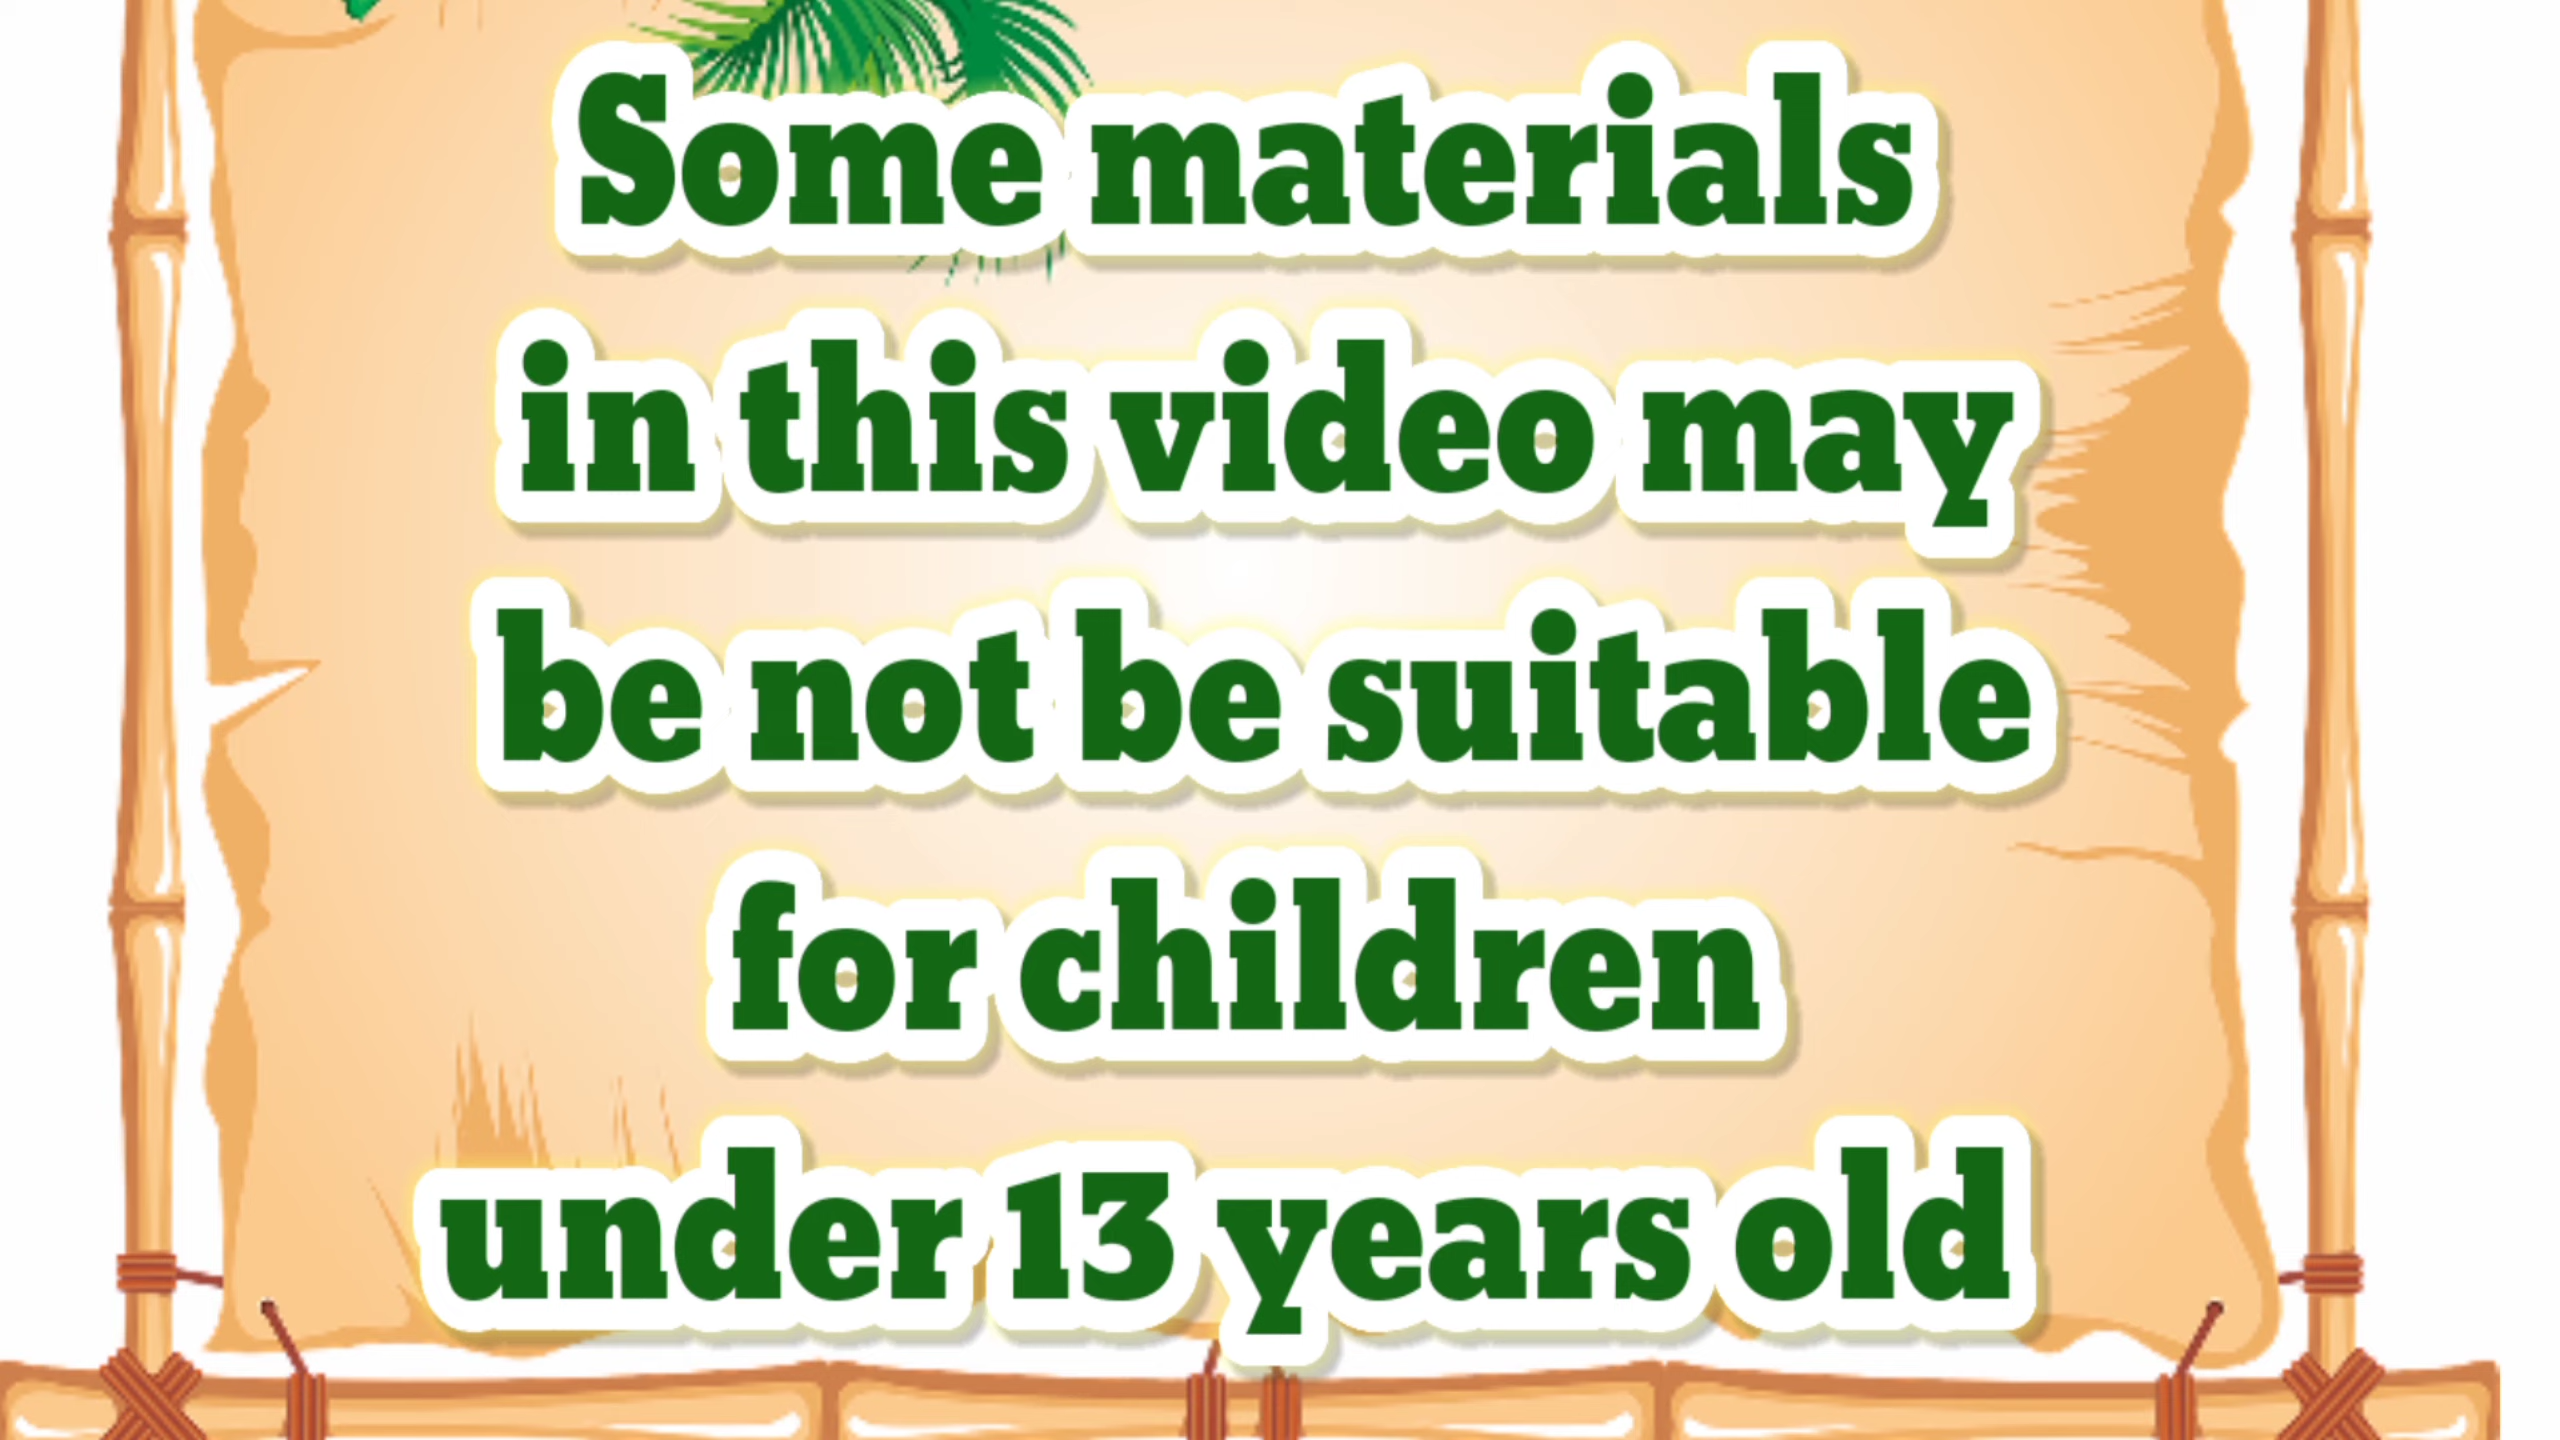 Some materials
in this video may
be not be suitable
for children
under 13 years old